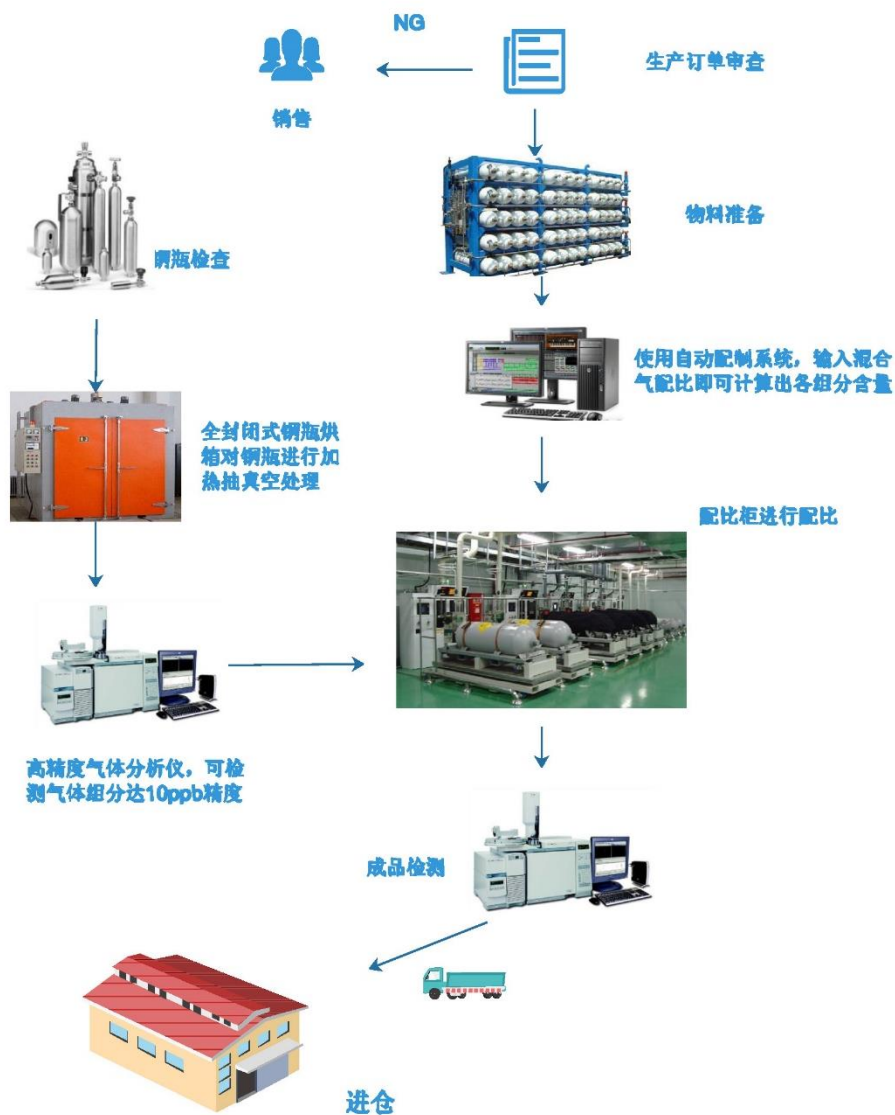 NG
生产订单审查
销售
物料准备
钢瓶检查
使用自动配制系统，输入混合
气配比即可计算出各组分含量
全封闭式钢瓶烘
箱对钢瓶进行加
热抽真空处理
配比柜进行配比
高精度气体分析仪，可检
测气体组分达10ppb精度
成品检测
进仓